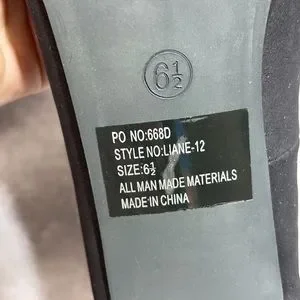 6½
PO NO:668D
STYLE NO:LIANE-12
SIZE:6½
ALL MAN MADE MATERIALS
MADE:IN CHINA